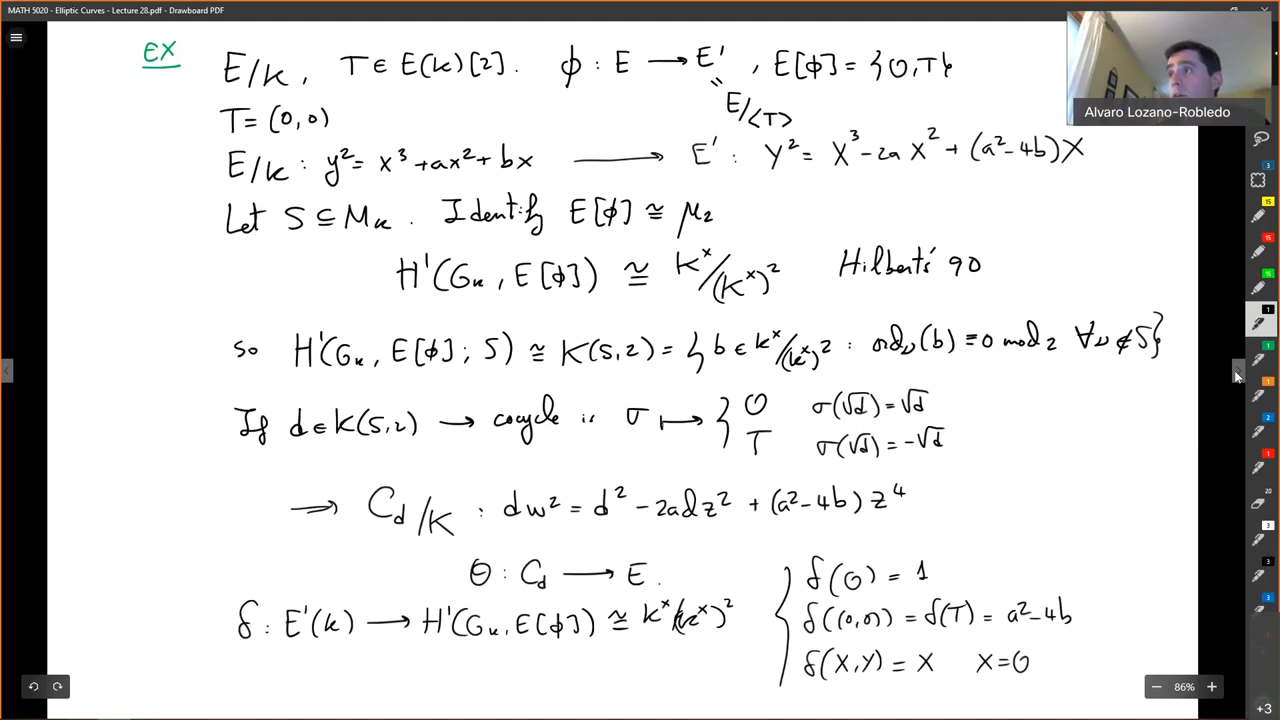 MATH 5020 - Elliptic Curves - Lecture 28.pdf - Drawboard PDF
Alvaro Lozano-Robledo
EX
E/K, T ∈ E(K)[2]. ϕ : E ⟶ E', E[ϕ] = {O,T}
= E/<T>
T = (0,0)
E/K : y² = x³ + ax² + bx ⟶ E' : Y² = X³ - 2a X² + (a² - 4b)X
Let S ⊆ M_K. Identify E[ϕ] ≅ μ₂
H¹(G_K, E[ϕ]) ≅ K^×/(K^×)² Hilbert's 90
so H¹(G_K, E[ϕ]; S) ≅ K(S,2) = { b ∈ K^×/(K^×)² : ord_ν(b) ≡ 0 mod 2 ∀ν ∉ S}
If d ∈ K(S,2) ⟶ cocycle is σ ⟼ { O σ(√d) = √d
T σ(√d) = -√d
⟹ C_d/K : dw² = d² - 2adz² + (a² - 4b) z⁴
θ : C_d ⟶ E.
δ : E'(K) ⟶ H¹(G_K, E[ϕ]) ≅ K^×/(K^×)²
{ δ(O) = 1
δ(0,0) = δ(T) = a² - 4b
δ(X,Y) = X X=0
86%
+3